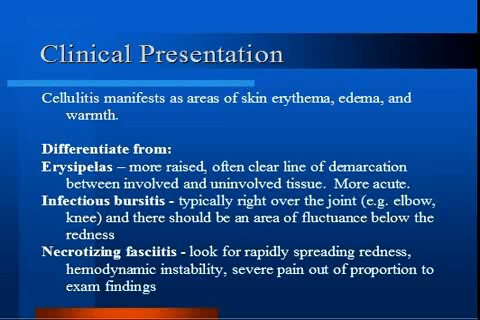 Clinical Presentation
Cellulitis manifests as areas of skin erythema, edema, and
warmth.
Differentiate from:
Erysipelas – more raised, often clear line of demarcation
between involved and uninvolved tissue. More acute.
Infectious bursitis - typically right over the joint (e.g. elbow,
knee) and there should be an area of fluctuance below the
redness
Necrotizing fasciitis - look for rapidly spreading redness,
hemodynamic instability, severe pain out of proportion to
exam findings